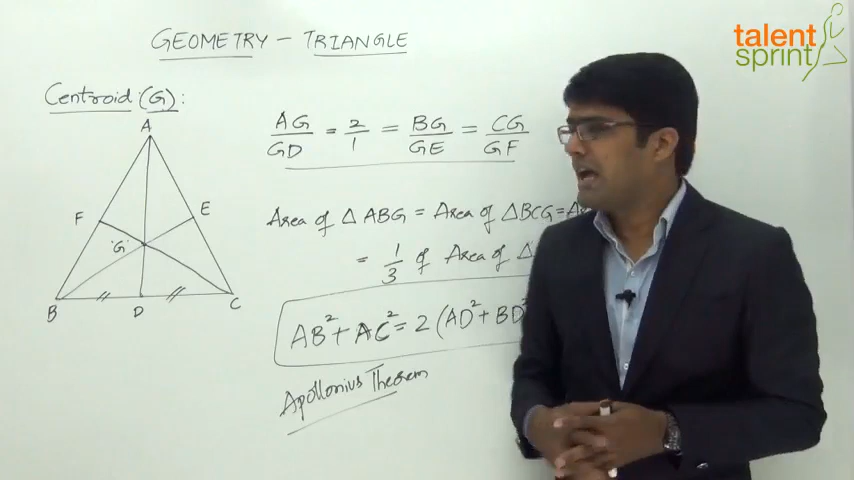 talent
sprint
GEOMETRY - TRIANGLE
Centroid (G):
A
F
E
'G'
B
D
C
AG/GD = 2/1 = BG/GE = CG/GF
Area of △ ABG = Area of △BCG =
= 1/3 of Area of △
AB² + AC² = 2 (AD² + BD²
Apollonius Theorem